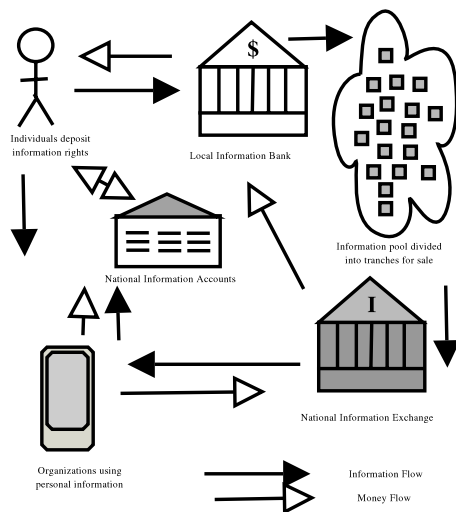 $
Individuals deposit
information rights
Local Information Bank
Information pool divided
into tranches for sale
National Information Accounts
I
National Information Exchange
Organizations using
personal information
Information Flow
Money Flow